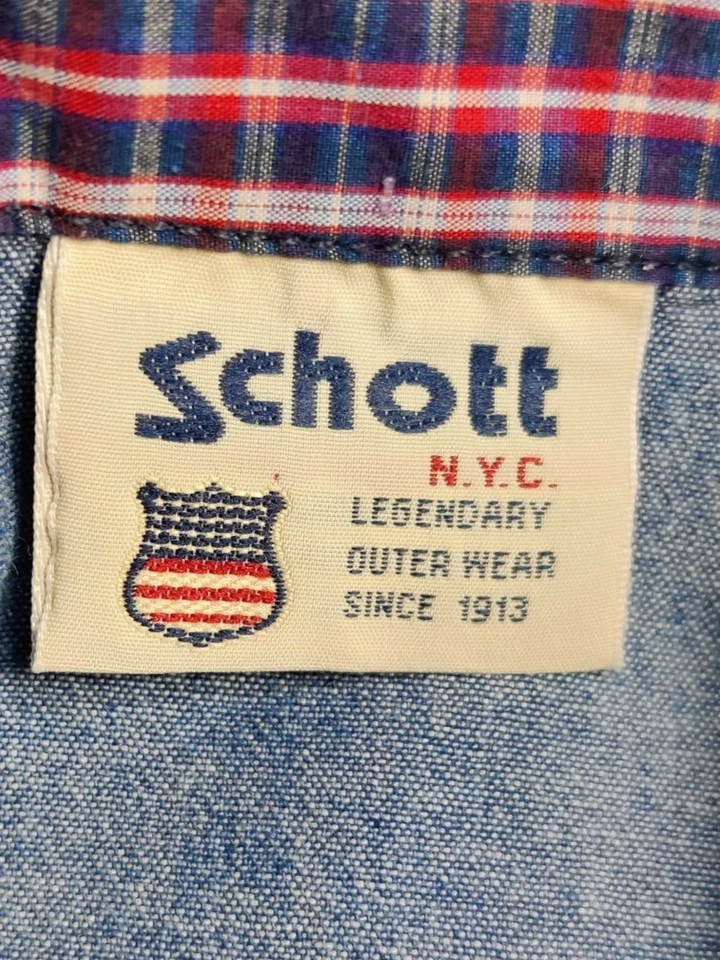 Schott
N.Y.C.
LEGENDARY
OUTER WEAR
SINCE 1913